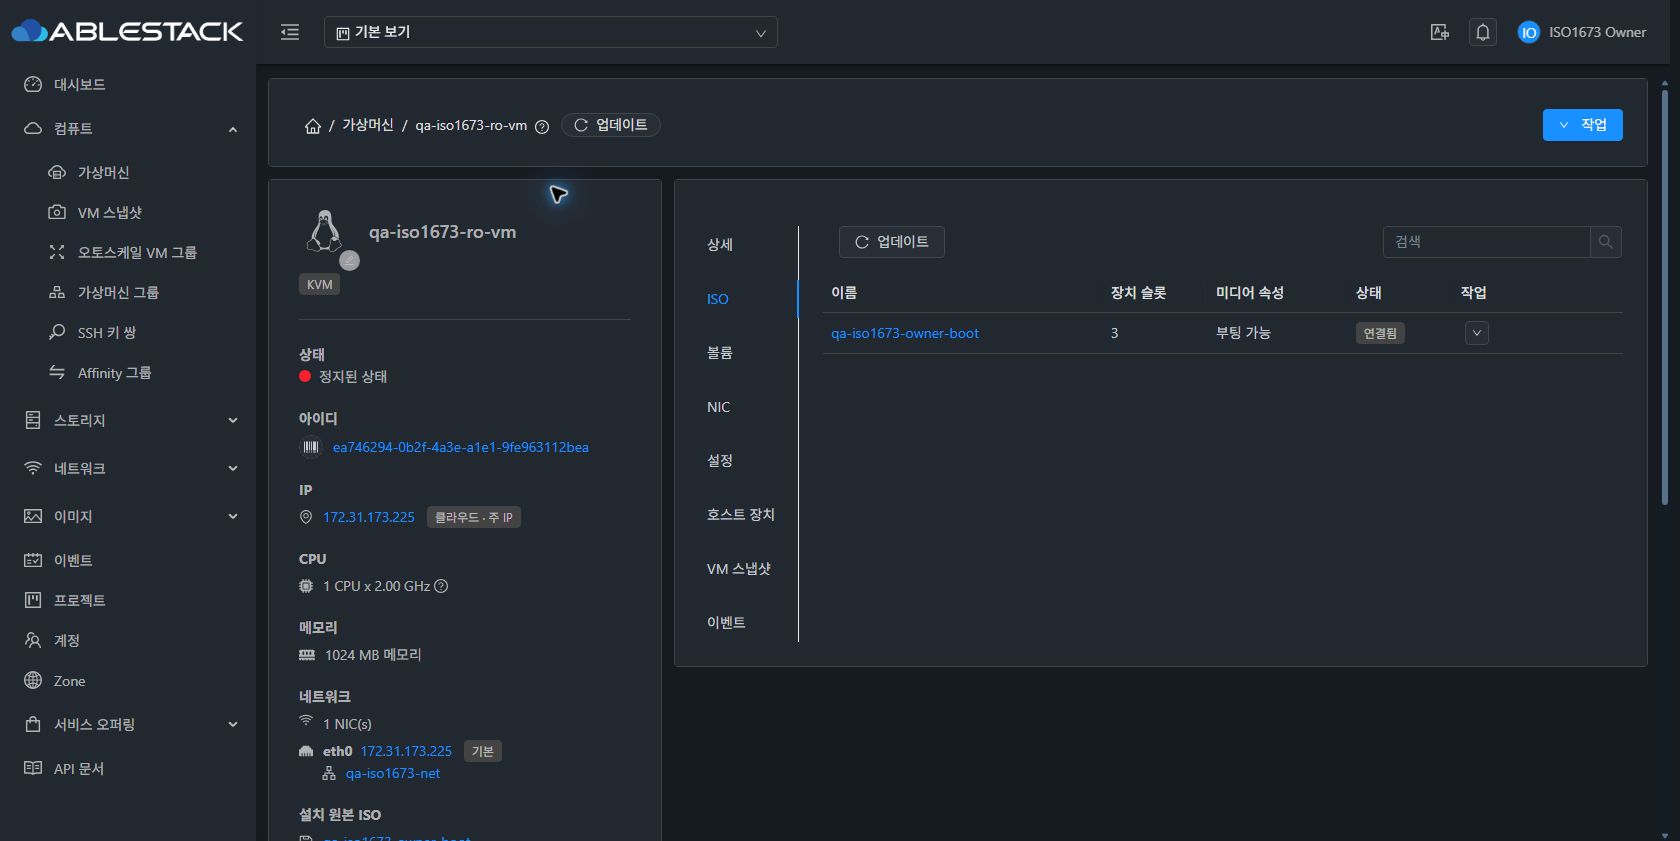 ABLESTACK
기본 보기
IO
ISO1673 Owner
대시보드
컴퓨트
가상머신
VM 스냅샷
오토스케일 VM 그룹
가상머신 그룹
SSH 키 쌍
Affinity 그룹
스토리지
네트워크
이미지
이벤트
프로젝트
계정
Zone
서비스 오퍼링
API 문서
/ 가상머신 / qa-iso1673-ro-vm
업데이트
작업
qa-iso1673-ro-vm
KVM
상태
정지된 상태
아이디
ea746294-0b2f-4a3e-a1e1-9fe963112bea
IP
172.31.173.225 클라우드 · 주 IP
CPU
1 CPU x 2.00 GHz
메모리
1024 MB 메모리
네트워크
1 NIC(s)
eth0 172.31.173.225 기본
qa-iso1673-net
설치 원본 ISO
qa-iso1673-owner-boot
상세
ISO
볼륨
NIC
설정
호스트 장치
VM 스냅샷
이벤트
업데이트
검색
이름 장치 슬롯 미디어 속성 상태 작업
qa-iso1673-owner-boot 3 부팅 가능 연결됨